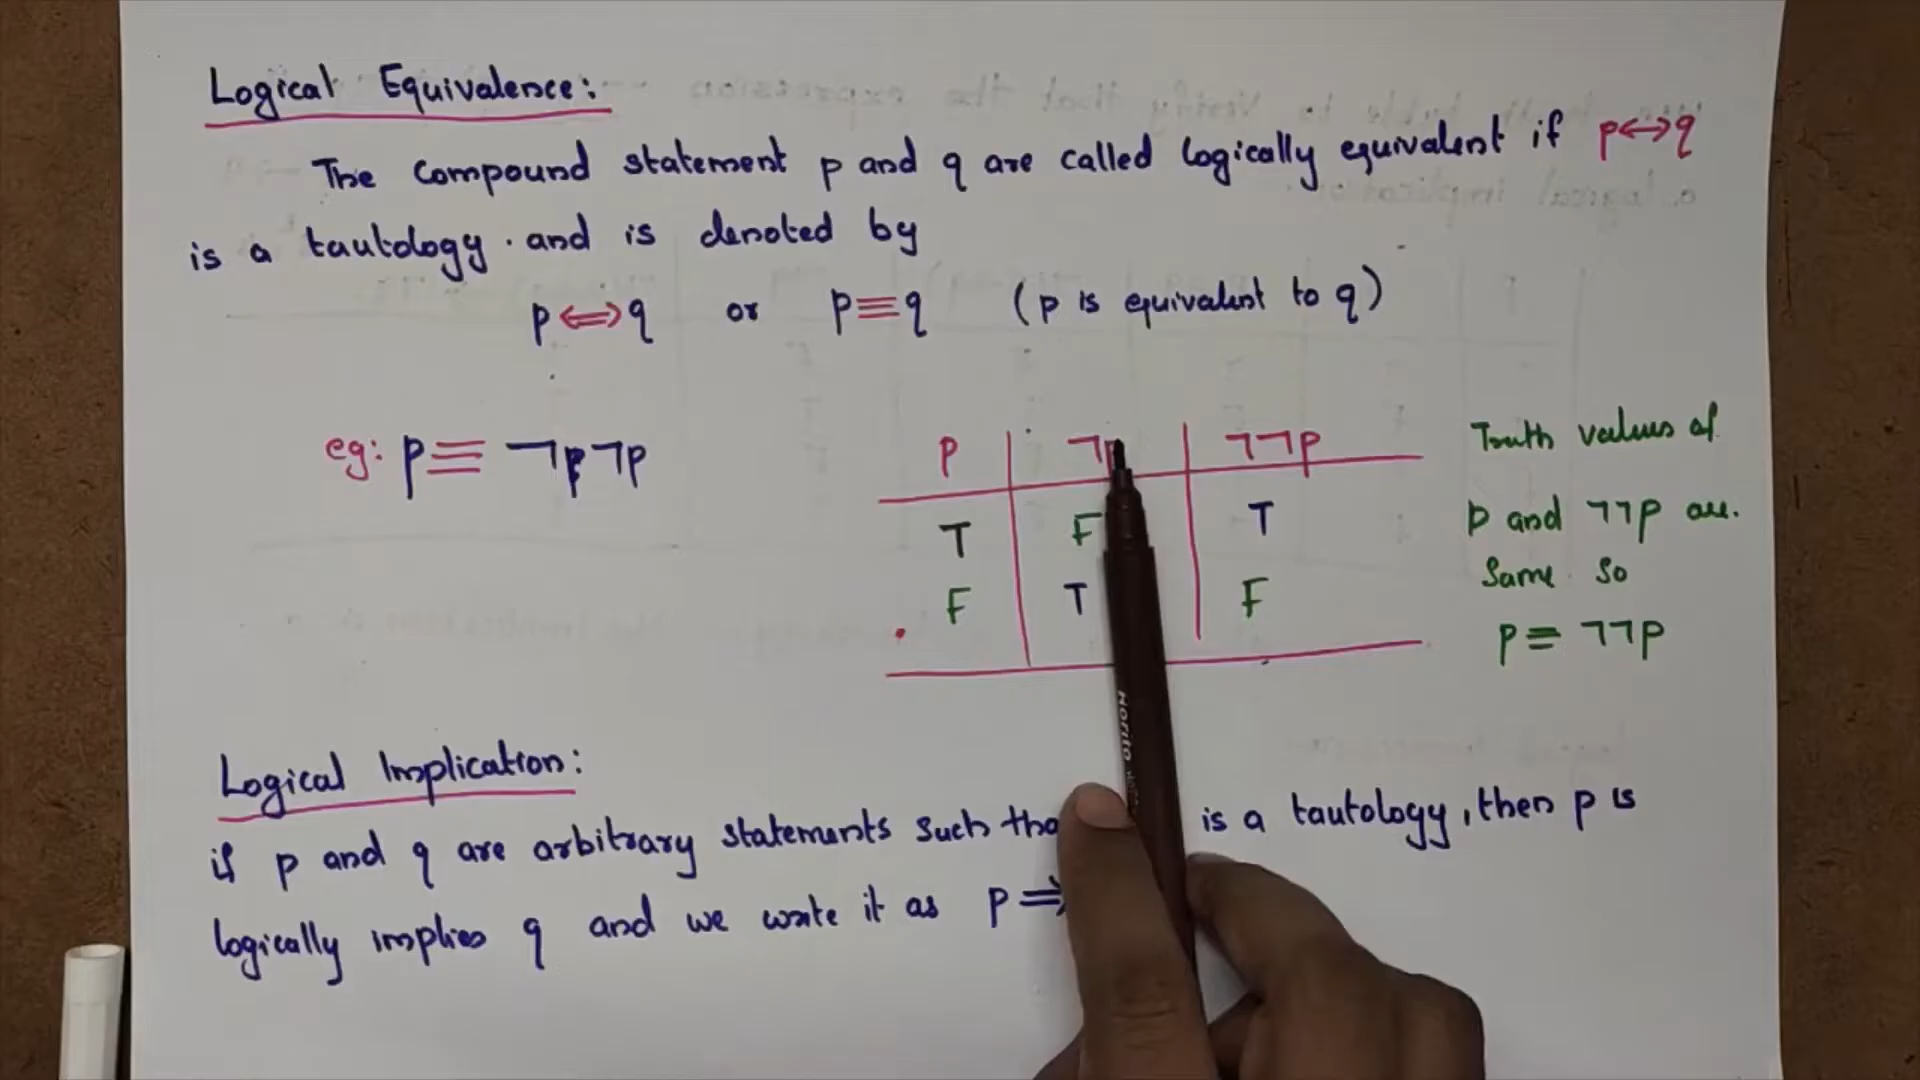 Logical Equivalence:
The compound statement p and q are called logically equivalent if p↔q
is a tautology. and is denoted by
p⟺q or p≡q (p is equivalent to q)
eg: p≡ ¬p¬p
P ¬p ¬¬p
T F T
F T F
Truth values of
p and ¬¬p are.
Same so
p≡ ¬¬p
Logical Implication:
if p and q are arbitrary statements such is a tautology, then p is
logically implies q and we write it as p ⇒